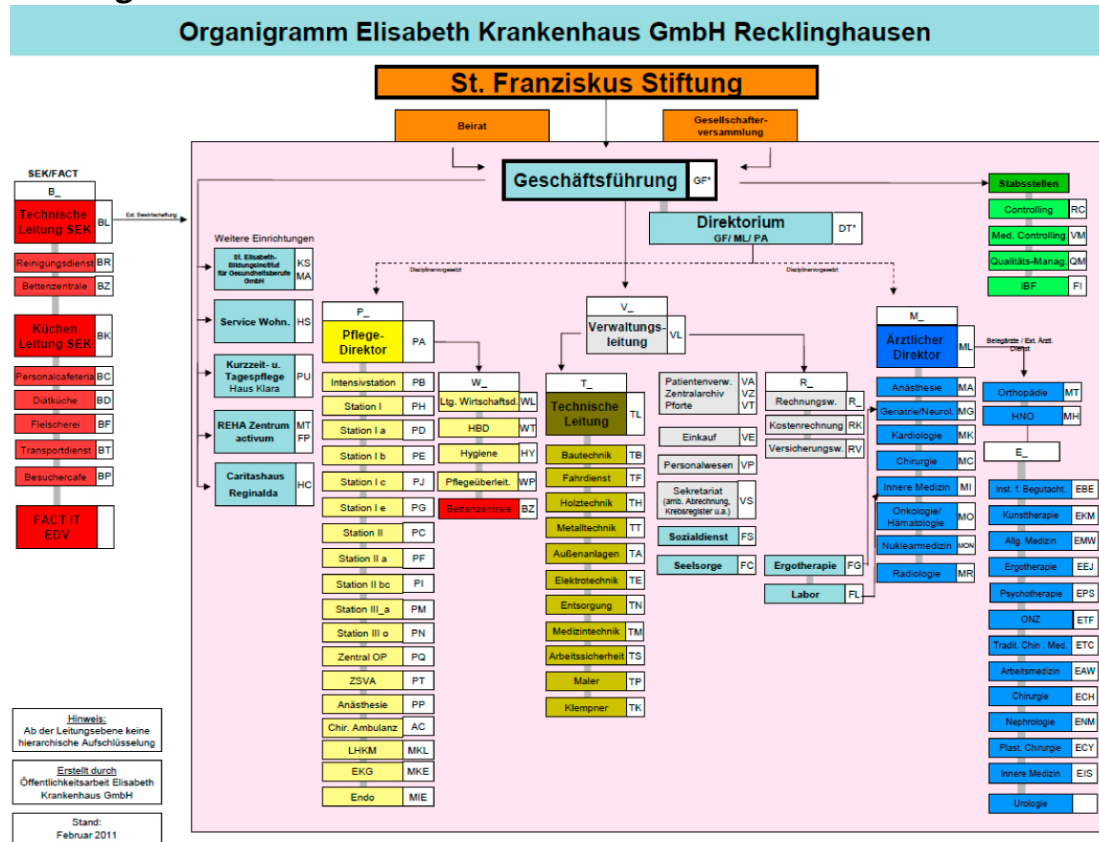 Organigramm Elisabeth Krankenhaus GmbH Recklinghausen
St. Franziskus Stiftung
Beirat
Gesellschafter-
versammlung
Geschäftsführung GF*
Direktorium
GF/ ML/ PA
DT*
Stabsstellen
Controlling RC
Med. Controlling VM
Qualitäts-Manag. QM
IBF FI
SEK/FACT
B_
Technische
Leitung SEK
BL
Ext. Bewirtschaftung
Reinigungsdienst BR
Bettenzentrale BZ
Küchen
Leitung SEK
BK
Personalcafeteria BC
Diätküche BD
Fleischerei BF
Transportdienst BT
Besuchercafe BP
FACT IT
EDV
Weitere Einrichtungen
St. Elisabeth-
Bildungsinstitut
für Gesundheitsberufe
GmbH
KS
MA
Service Wohn. HS
Kurzzeit- u.
Tagespflege
Haus Klara
PU
REHA Zentrum
activum
MT
FP
Caritashaus
Reginalda
HC
Disziplinarvorgesetzt
Disziplinarvorgesetzt
P_
Pflege-
Direktor
PA
Intensivstation PB
Station I PH
Station I a PD
Station I b PE
Station I c PJ
Station I e PG
Station II PC
Station II a PF
Station II bc PI
Station III_a PM
Station III o PN
Zentral OP PQ
ZSVA PT
Anästhesie PP
Chir. Ambulanz AC
LHKM MKL
EKG MKE
Endo MIE
W_
Ltg. Wirtschaftsd. WL
HBD WT
Hygiene HY
Pflegeüberleit. WP
Bettenzentrale BZ
V_
Verwaltungs-
leitung
VL
T_
Technische
Leitung
TL
Bautechnik TB
Fahrdienst TF
Holztechnik TH
Metalltechnik TT
Außenanlagen TA
Elektrotechnik TE
Entsorgung TN
Medizintechnik TM
Arbeitssicherheit TS
Maler TP
Klempner TK
Patientenverw. VA
Zentralarchiv VZ
Pforte VT
Einkauf VE
Personalwesen VP
Sekretariat
(amb. Abrechnung,
Krebsregister u.a.)
VS
Sozialdienst FS
Seelsorge FC
R_
Rechnungsw. R_
Kostenrechnung RK
Versicherungsw. RV
Ergotherapie FG
Labor FL
M_
Ärztlicher
Direktor
ML
Belegärzte / Ext. Ärztl.
Dienst
Anästhesie MA
Geriatrie/Neurol. MG
Kardiologie MK
Chirurgie MC
Innere Medizin MI
Onkologie/
Hämatologie
MO
Nuklearmedizin MON
Radiologie MR
Orthopädie MT
HNO MH
E_
Inst. f. Begutacht. EBE
Kunsttherapie EKM
Allg. Medizin EMW
Ergotherapie EEJ
Psychotherapie EPS
ONZ ETF
Tradit. Chin . Med. ETC
Arbeitsmedizin EAW
Chirurgie ECH
Nephrologie ENM
Plast. Chirurgie ECY
Innere Medizin EIS
Urologie
Hinweis:
Ab der Leitungsebene keine
hierarchische Aufschlüsselung
Erstellt durch
Öffentlichkeitsarbeit Elisabeth
Krankenhaus GmbH
Stand:
Februar 2011